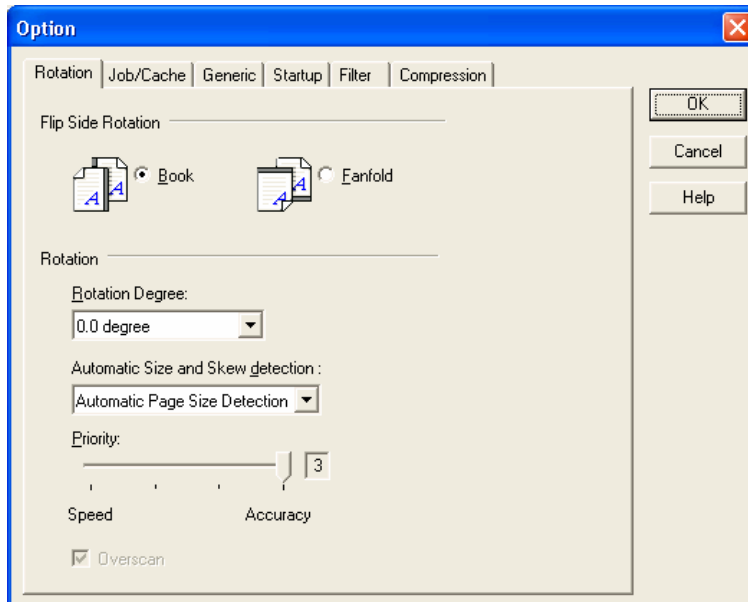 Option
Rotation Job/Cache Generic Startup Filter Compression
OK
Cancel
Help
Flip Side Rotation
A A Book A A Fanfold
Rotation
Rotation Degree:
0.0 degree
Automatic Size and Skew detection :
Automatic Page Size Detection
Priority:
3
Speed Accuracy
Overscan